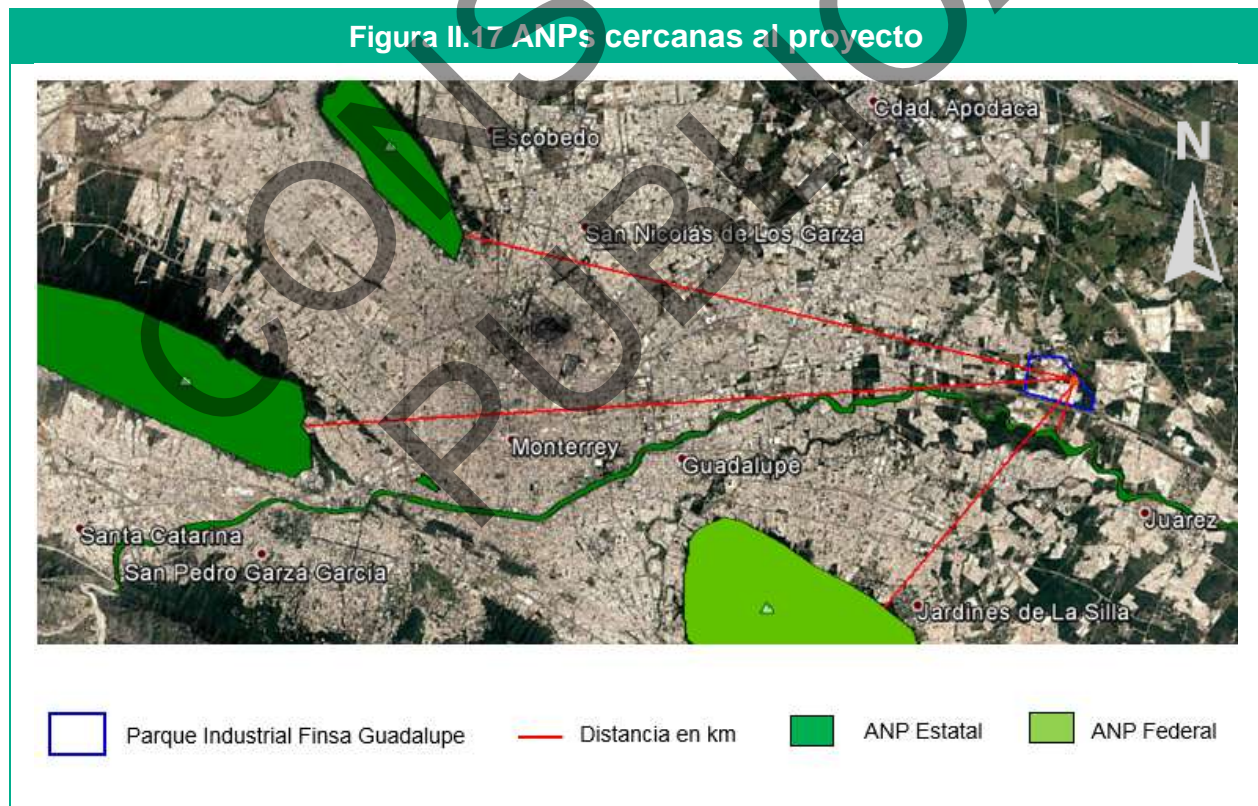 Figura II.17 ANPs cercanas al proyecto
Escobedo
Cdad. Apodaca
San Nicolás de Los Garza
N
Monterrey
Guadalupe
Santa Catarina
San Pedro Garza García
Juarez
Jardines de La Silla
Parque Industrial Finsa Guadalupe
Distancia en km
ANP Estatal
ANP Federal